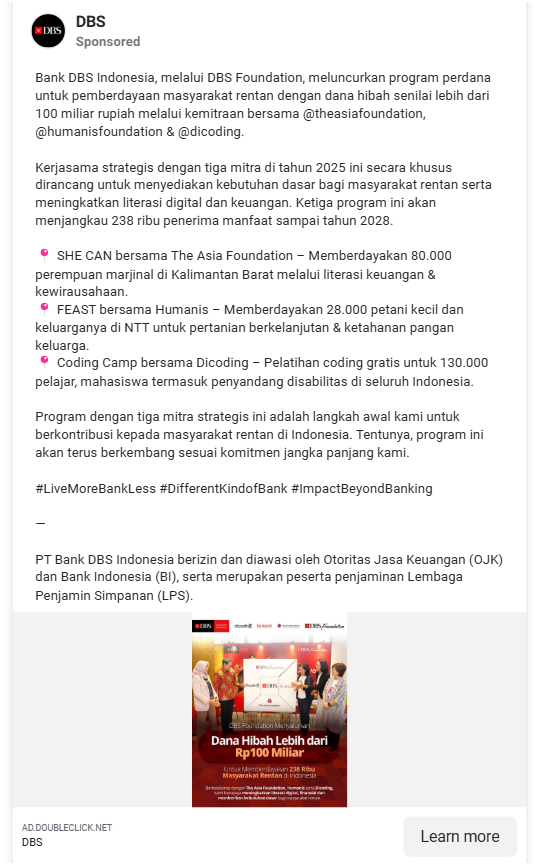 DBS
Sponsored
Bank DBS Indonesia, melalui DBS Foundation, meluncurkan program perdana
untuk pemberdayaan masyarakat rentan dengan dana hibah senilai lebih dari
100 miliar rupiah melalui kemitraan bersama @theasiafoundation,
@humanisfoundation & @dicoding.
Kerjasama strategis dengan tiga mitra di tahun 2025 ini secara khusus
dirancang untuk menyediakan kebutuhan dasar bagi masyarakat rentan serta
meningkatkan literasi digital dan keuangan. Ketiga program ini akan
menjangkau 238 ribu penerima manfaat sampai tahun 2028.
📍 SHE CAN bersama The Asia Foundation – Memberdayakan 80.000
perempuan marjinal di Kalimantan Barat melalui literasi keuangan &
kewirausahaan.
📍 FEAST bersama Humanis – Memberdayakan 28.000 petani kecil dan
keluarganya di NTT untuk pertanian berkelanjutan & ketahanan pangan
keluarga.
📍 Coding Camp bersama Dicoding – Pelatihan coding gratis untuk 130.000
pelajar, mahasiswa termasuk penyandang disabilitas di seluruh Indonesia.
Program dengan tiga mitra strategis ini adalah langkah awal kami untuk
berkontribusi kepada masyarakat rentan di Indonesia. Tentunya, program ini
akan terus berkembang sesuai komitmen jangka panjang kami.
#LiveMoreBankLess #DifferentKindofBank #ImpactBeyondBanking
—
PT Bank DBS Indonesia berizin dan diawasi oleh Otoritas Jasa Keuangan (OJK)
dan Bank Indonesia (BI), serta merupakan peserta penjaminan Lembaga
Penjamin Simpanan (LPS).
DBS dicoding DBS Foundation
DBS Foundation Menyalurkan
Dana Hibah Lebih dari
Rp100 Miliar
Untuk Memberdayakan 238 Ribu
Masyarakat Rentan di Indonesia
Berkolaborasi dengan The Asia Foundation, Humanis serta Dicoding,
kami bersama meningkatkan literasi digital, finansial dan
memberikan kebutuhan dasar bagi masyarakat rentan
AD.DOUBLECLICK.NET
DBS
Learn more